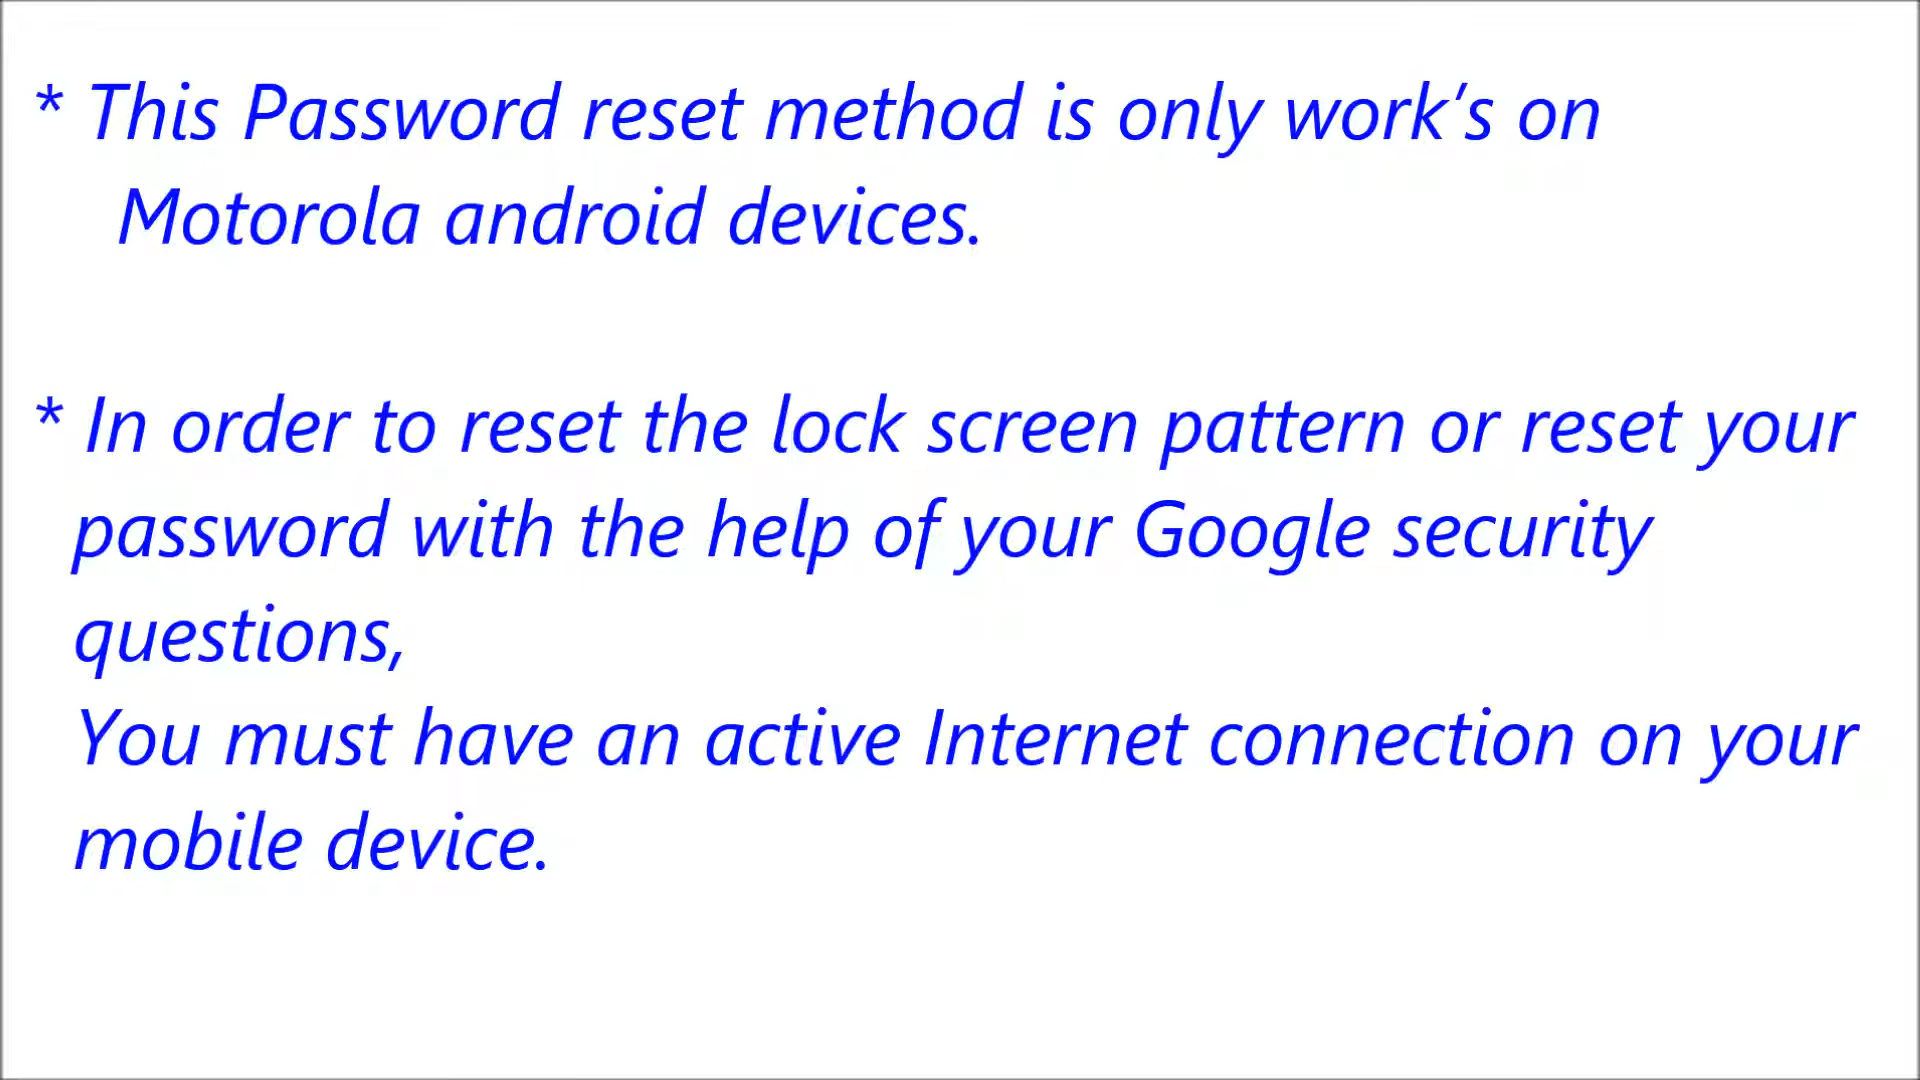 * This Password reset method is only work’s on
Motorola android devices.
* In order to reset the lock screen pattern or reset your
password with the help of your Google security
questions,
You must have an active Internet connection on your
mobile device.